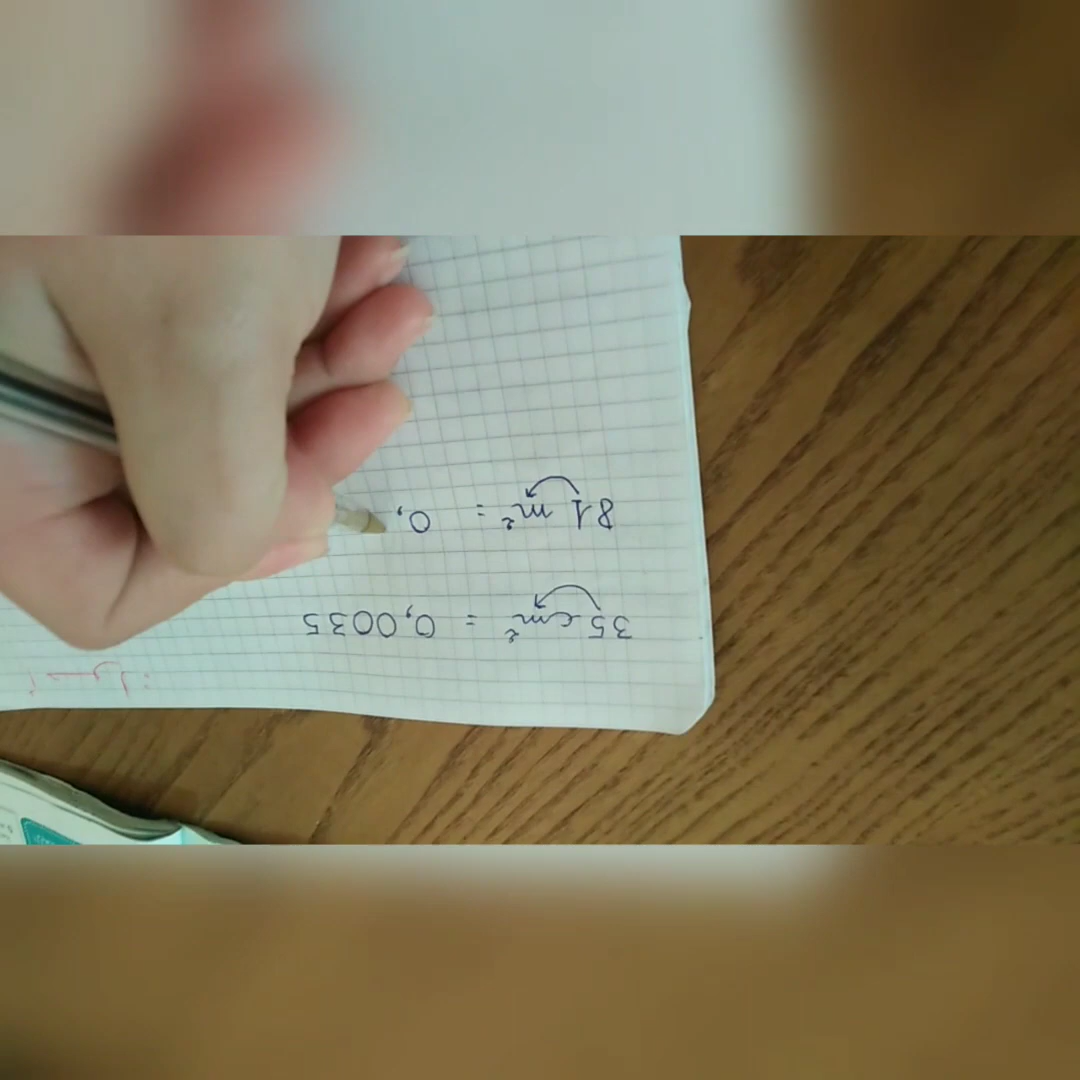 35 cm² = 0,0035
81 m² = 0,